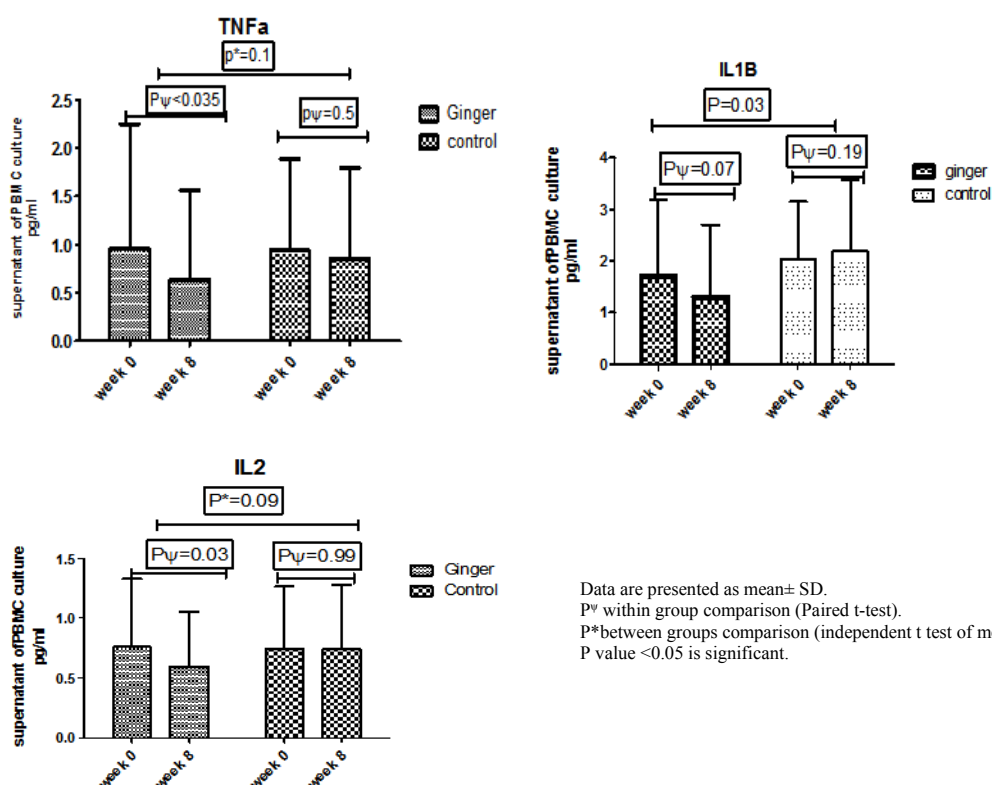 TNFa
p*=0.1
Pψ<0.035
pψ=0.5
Ginger
control
supernatant of PBMC culture
pg/ml
2.5
2.0
1.5
1.0
0.5
0.0
week 0
week 8
week 0
week 8
IL1B
P=0.03
Pψ=0.07
Pψ=0.19
ginger
control
supernatant ofPBMC culture
pg/ml
4
3
2
1
0
week 0
week 8
week 0
week 8
IL2
P*=0.09
Pψ=0.03
Pψ=0.99
Ginger
Control
supernatant ofPBMC culture
pg/ml
1.5
1.0
0.5
0.0
week 0
week 8
week 0
week 8
Data are presented as mean± SD.
Pψ within group comparison (Paired t-test).
P*between groups comparison (independent t test of
P value <0.05 is significant.